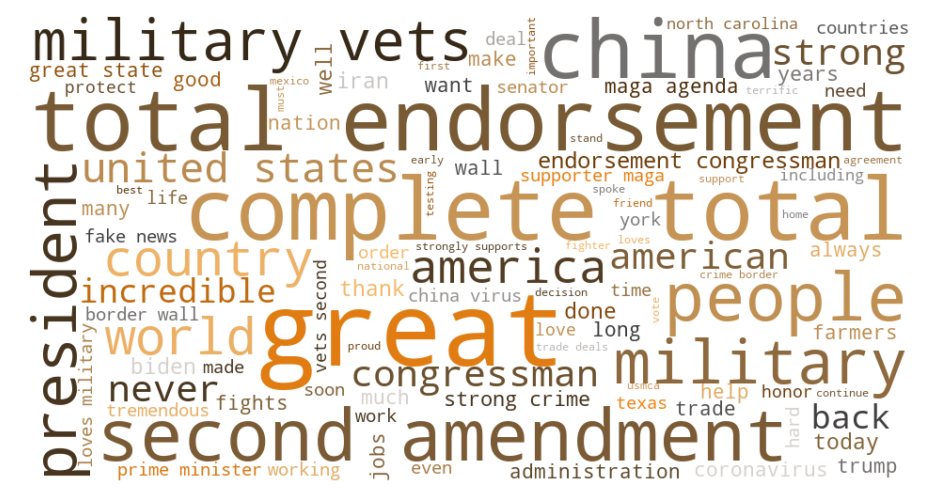 military vets
deal
make
important
china
north carolina
countries
strong
great state
good
well
iran
first
want
senator
maga agenda
years
terrific
need
protect
mexico
must
total endorsement
nation
stand
president
united states
early
wall
endorsement congressman
agreement
supporter maga
support
including
best
life
many
complete
testing
spoke
friend
york
total
home
fake news
order
strongly supports
fighter
loves
american
always
country
national
america
crime border
incredible
vets second
thank
china virus
decision
time
people
vote
border wall
done
farmers
world
great
proud
love
long
trade deals
loves military
biden
made
congressman
military
never
soon
much
strong crime
usmca
help
honor
continue
tremendous
fights
work
texas
trade
hard
back
second amendment
today
jobs
prime minister
working
even
administration
coronavirus
trump